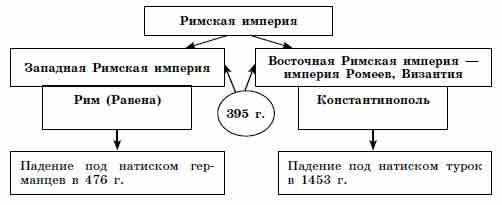 Римская империя
Западная Римская империя
Восточная Римская империя —
империя Ромеев, Византия
Рим (Равена)
395 г.
Константинополь
Падение под натиском гер-
манцев в 476 г.
Падение под натиском турок
в 1453 г.